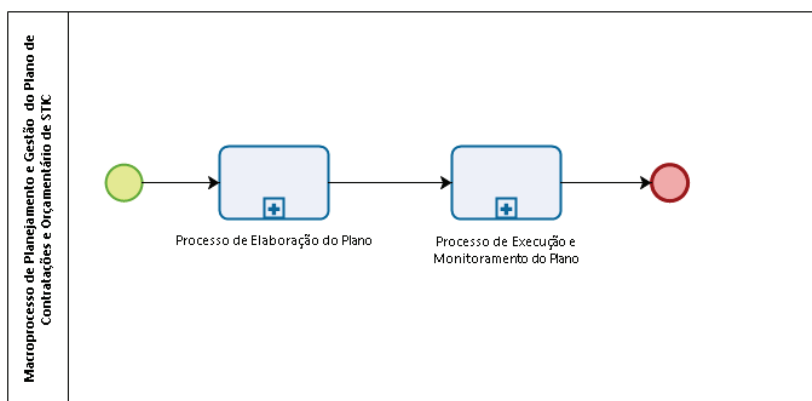 Macroprocesso de Planejamento e Gestão do Plano de
Contratações e Orçamentário de STIC
Processo de Elaboração do Plano
Processo de Execução e
Monitoramento do Plano